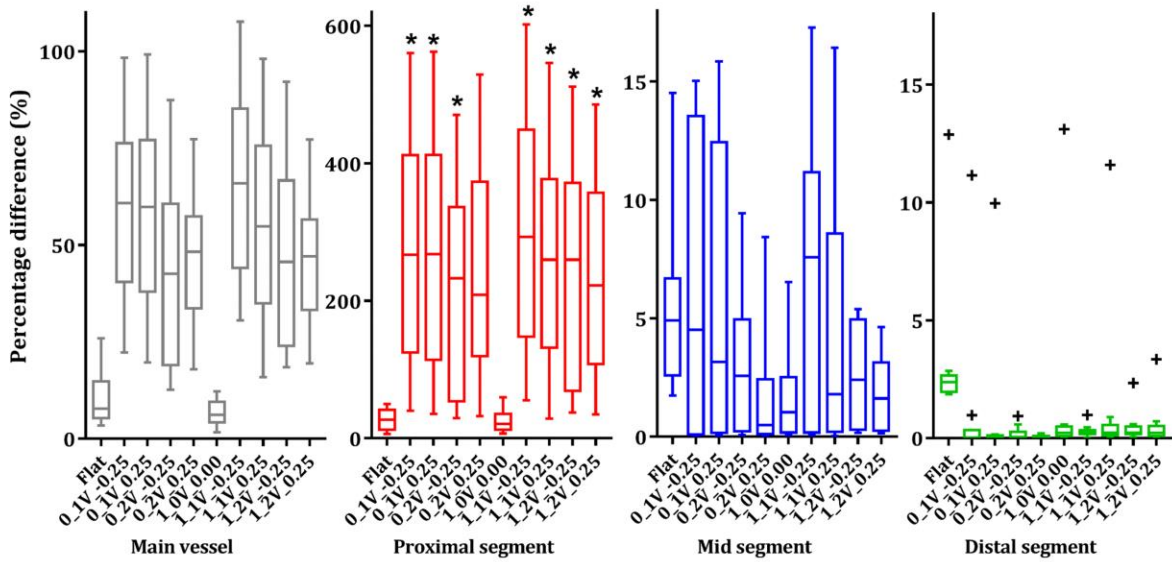 Percentage difference (%)
100
50
0
Flat
0_1V_-0.25
0_1V_0.25
0_2V_-0.25
0_2V_0.25
1_0V_0.00
1_1V_-0.25
1_1V_0.25
1_2V_-0.25
1_2V_0.25
Main vessel
600
400
200
0
* * * * * * *
Flat
0_1V_-0.25
0_1V_0.25
0_2V_-0.25
0_2V_0.25
1_0V_0.00
1_1V_-0.25
1_1V_0.25
1_2V_-0.25
1_2V_0.25
Proximal segment
15
10
5
0
Flat
0_1V_-0.25
0_1V_0.25
0_2V_-0.25
0_2V_0.25
1_0V_0.00
1_1V_-0.25
1_1V_0.25
1_2V_-0.25
1_2V_0.25
Mid segment
15
10
5
0
Flat
0_1V_-0.25
0_1V_0.25
0_2V_-0.25
0_2V_0.25
1_0V_0.00
1_1V_-0.25
1_1V_0.25
1_2V_-0.25
1_2V_0.25
Distal segment